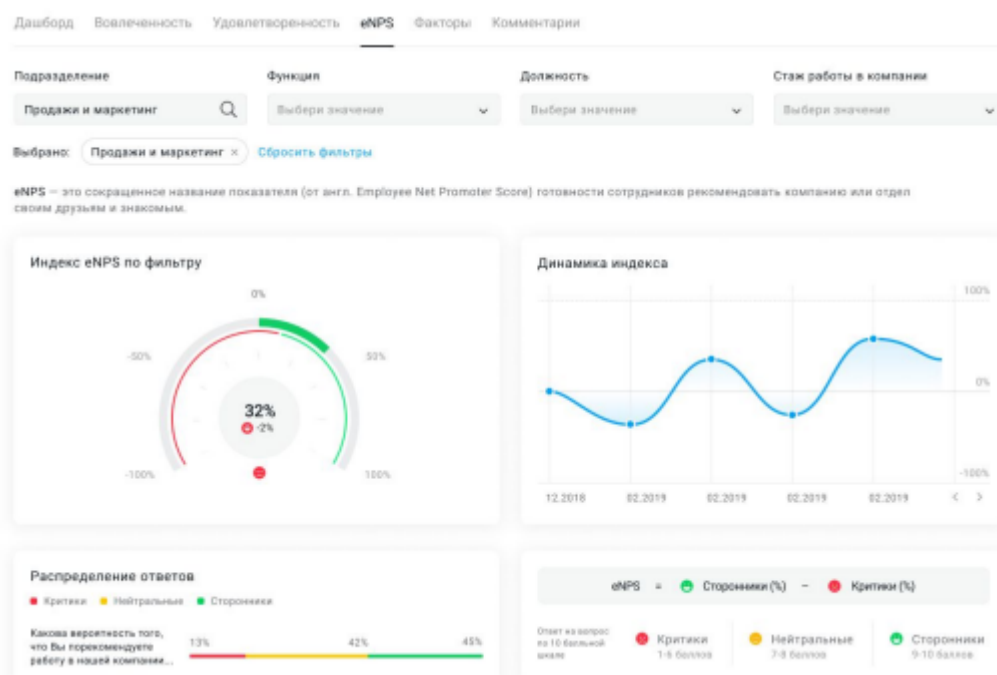 Дашборд Вовлеченность Удовлетворенность eNPS Факторы Комментарии
Подразделение Функция Должность Стаж работы в компании
Продажи и маркетинг Выбери значение Выбери значение Выбери значение
Выбрано: Продажи и маркетинг × Сбросить фильтры
eNPS — это сокращенное название показателя (от англ. Employee Net Promoter Score) готовности сотрудников рекомендовать компанию или отдел
своим друзьям и знакомым.
Индекс eNPS по фильтру
0%
-50% 50%
32%
-2%
-100% 100%
Динамика индекса
100%
0%
-100%
12.2018 02.2019 02.2019 02.2019 02.2019 < >
Распределение ответов
Критики Нейтральные Сторонники
Какова вероятность того,
что Вы порекомендуете
работу в нашей компании...
13% 42% 45%
eNPS = Сторонники (%) – Критики (%)
Ответ на вопрос
по 10 балльной
шкале
Критики Нейтральные Сторонники
1-6 баллов 7-8 баллов 9-10 баллов